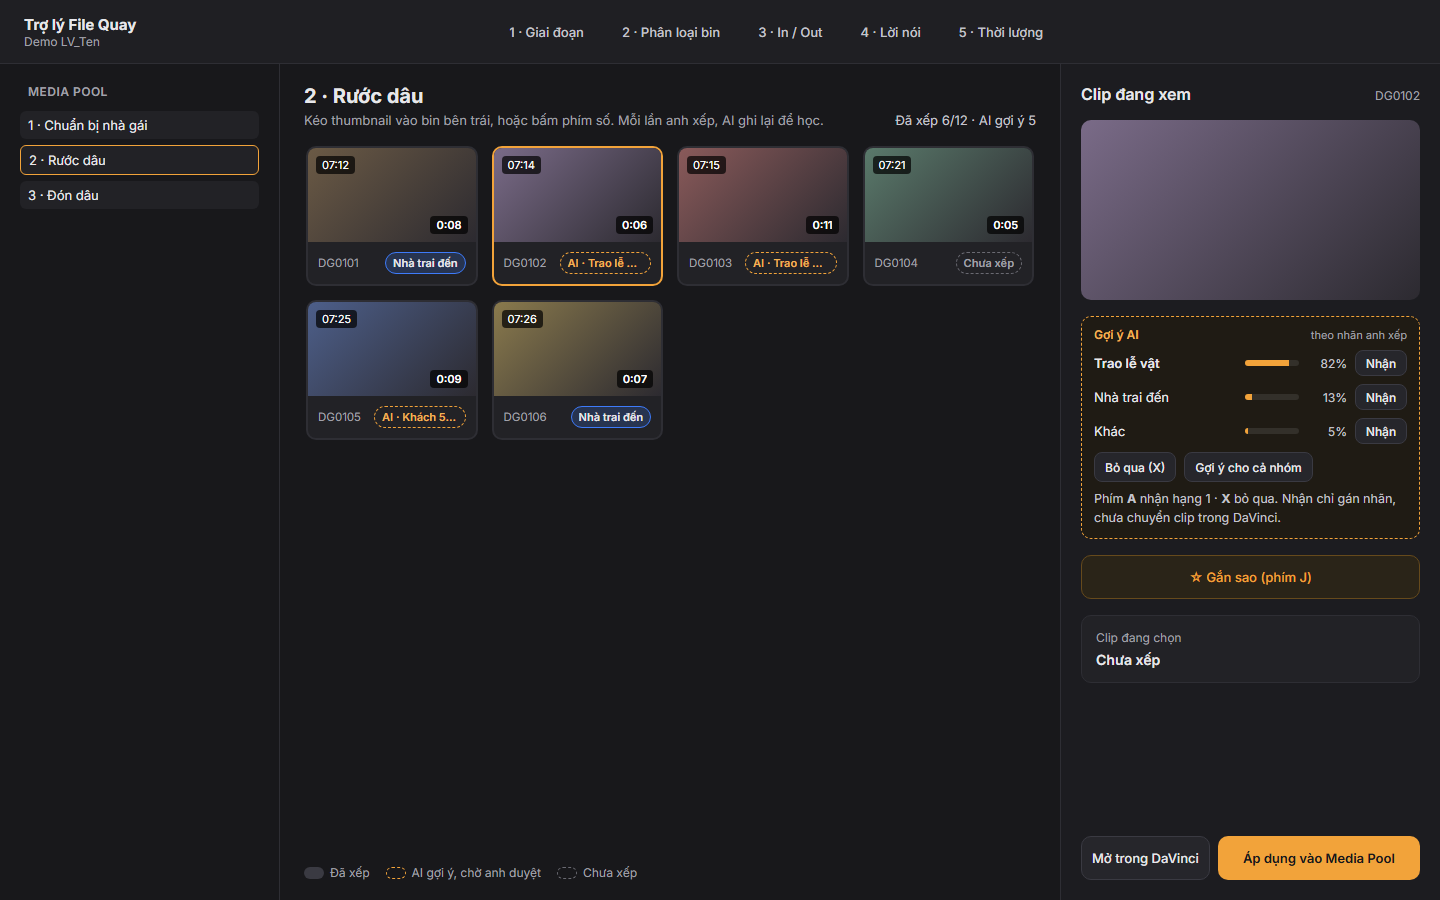 Trợ lý File Quay
Demo LV_Ten
1 · Giai đoạn
2 · Phân loại bin
3 · In / Out
4 · Lời nói
5 · Thời lượng
MEDIA POOL
1 · Chuẩn bị nhà gái
2 · Rước dâu
3 · Đón dâu
2 · Rước dâu
Kéo thumbnail vào bin bên trái, hoặc bấm phím số. Mỗi lần anh xếp, AI ghi lại để học.
Đã xếp 6/12 · AI gợi ý 5
07:12
0:08
DG0101
Nhà trai đến
07:14
0:06
DG0102
AI · Trao lễ ...
07:15
0:11
DG0103
AI · Trao lễ ...
07:21
0:05
DG0104
Chưa xếp
07:25
0:09
DG0105
AI · Khách 5...
07:26
0:07
DG0106
Nhà trai đến
Đã xếp
AI gợi ý, chờ anh duyệt
Chưa xếp
Clip đang xem
DG0102
Gợi ý AI
theo nhãn anh xếp
Trao lễ vật
82%
Nhận
Nhà trai đến
13%
Nhận
Khác
5%
Nhận
Bỏ qua (X)
Gợi ý cho cả nhóm
Phím A nhận hạng 1 · X bỏ qua. Nhận chỉ gán nhãn,
chưa chuyển clip trong DaVinci.
☆ Gắn sao (phím J)
Clip đang chọn
Chưa xếp
Mở trong DaVinci
Áp dụng vào Media Pool